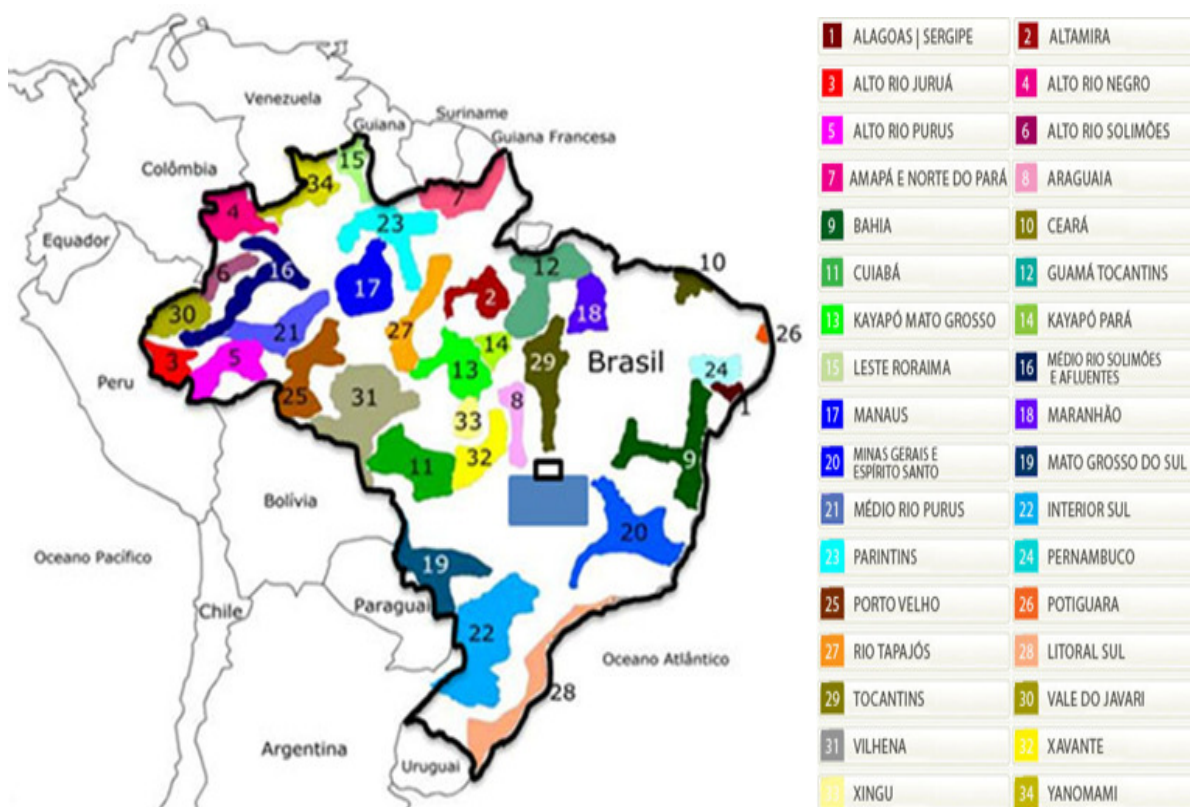 Venezuela
Suriname
Guiana
Guiana Francesa
Colômbia
Equador
Peru
Brasil
Bolívia
Oceano Pacífico
Chile
Paraguai
Oceano Atlântico
Argentina
Uruguai
15
34
7
4
23
10
6
16
12
17
2
18
30
27
26
21
14
29
3
5
13
24
25
31
8
1
33
32
9
11
20
19
22
28
1 ALAGOAS | SERGIPE
2 ALTAMIRA
3 ALTO RIO JURUÁ
4 ALTO RIO NEGRO
5 ALTO RIO PURUS
6 ALTO RIO SOLIMÕES
7 AMAPÁ E NORTE DO PARÁ
8 ARAGUAIA
9 BAHIA
10 CEARÁ
11 CUIABÁ
12 GUAMÁ TOCANTINS
13 KAYAPÓ MATO GROSSO
14 KAYAPÓ PARÁ
15 LESTE RORAIMA
16 MÉDIO RIO SOLIMÕES
E AFLUENTES
17 MANAUS
18 MARANHÃO
20 MINAS GERAIS E
ESPÍRITO SANTO
19 MATO GROSSO DO SUL
21 MÉDIO RIO PURUS
22 INTERIOR SUL
23 PARINTINS
24 PERNAMBUCO
25 PORTO VELHO
26 POTIGUARA
27 RIO TAPAJÓS
28 LITORAL SUL
29 TOCANTINS
30 VALE DO JAVARI
31 VILHENA
32 XAVANTE
33 XINGU
34 YANOMAMI